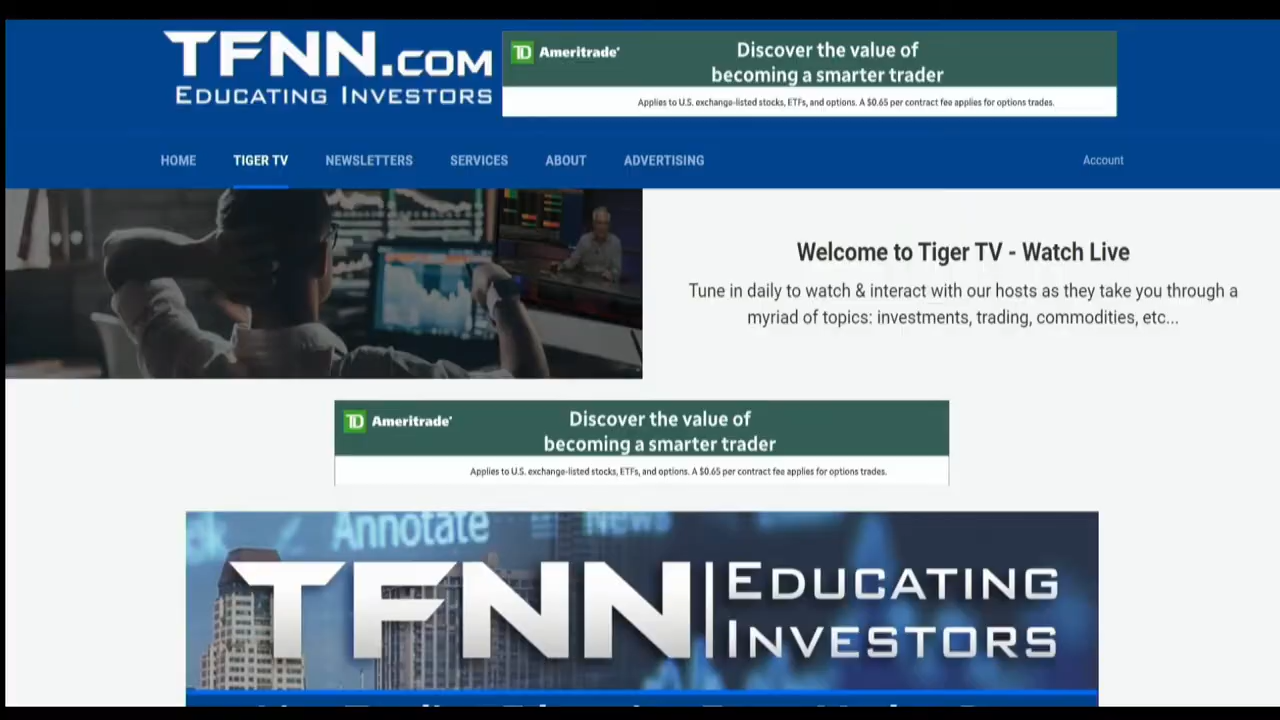 TFNN.COM
EDUCATING INVESTORS
TD Ameritrade
Discover the value of
becoming a smarter trader
Applies to U.S. exchange-listed stocks, ETFs, and options. A $0.65 per contract fee applies for options trades.
HOME TIGER TV NEWSLETTERS SERVICES ABOUT ADVERTISING Account
Welcome to Tiger TV - Watch Live
Tune in daily to watch & interact with our hosts as they take you through a
myriad of topics: investments, trading, commodities, etc...
TD Ameritrade
Discover the value of
becoming a smarter trader
Applies to U.S. exchange-listed stocks, ETFs, and options. A $0.65 per contract fee applies for options trades.
Annotate News
TFNN EDUCATING
INVESTORS